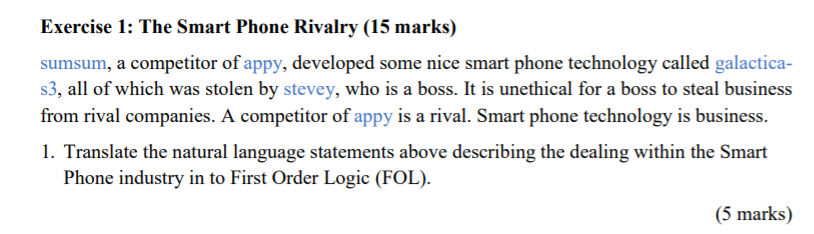 Exercise 1: The Smart Phone Rivalry (15 marks)
sumsum, a competitor of appy, developed some nice smart phone technology called galactica-
s3, all of which was stolen by stevey, who is a boss. It is unethical for a boss to steal business
from rival companies. A competitor of appy is a rival. Smart phone technology is business.
1. Translate the natural language statements above describing the dealing within the Smart
Phone industry in to First Order Logic (FOL).
(5 marks)